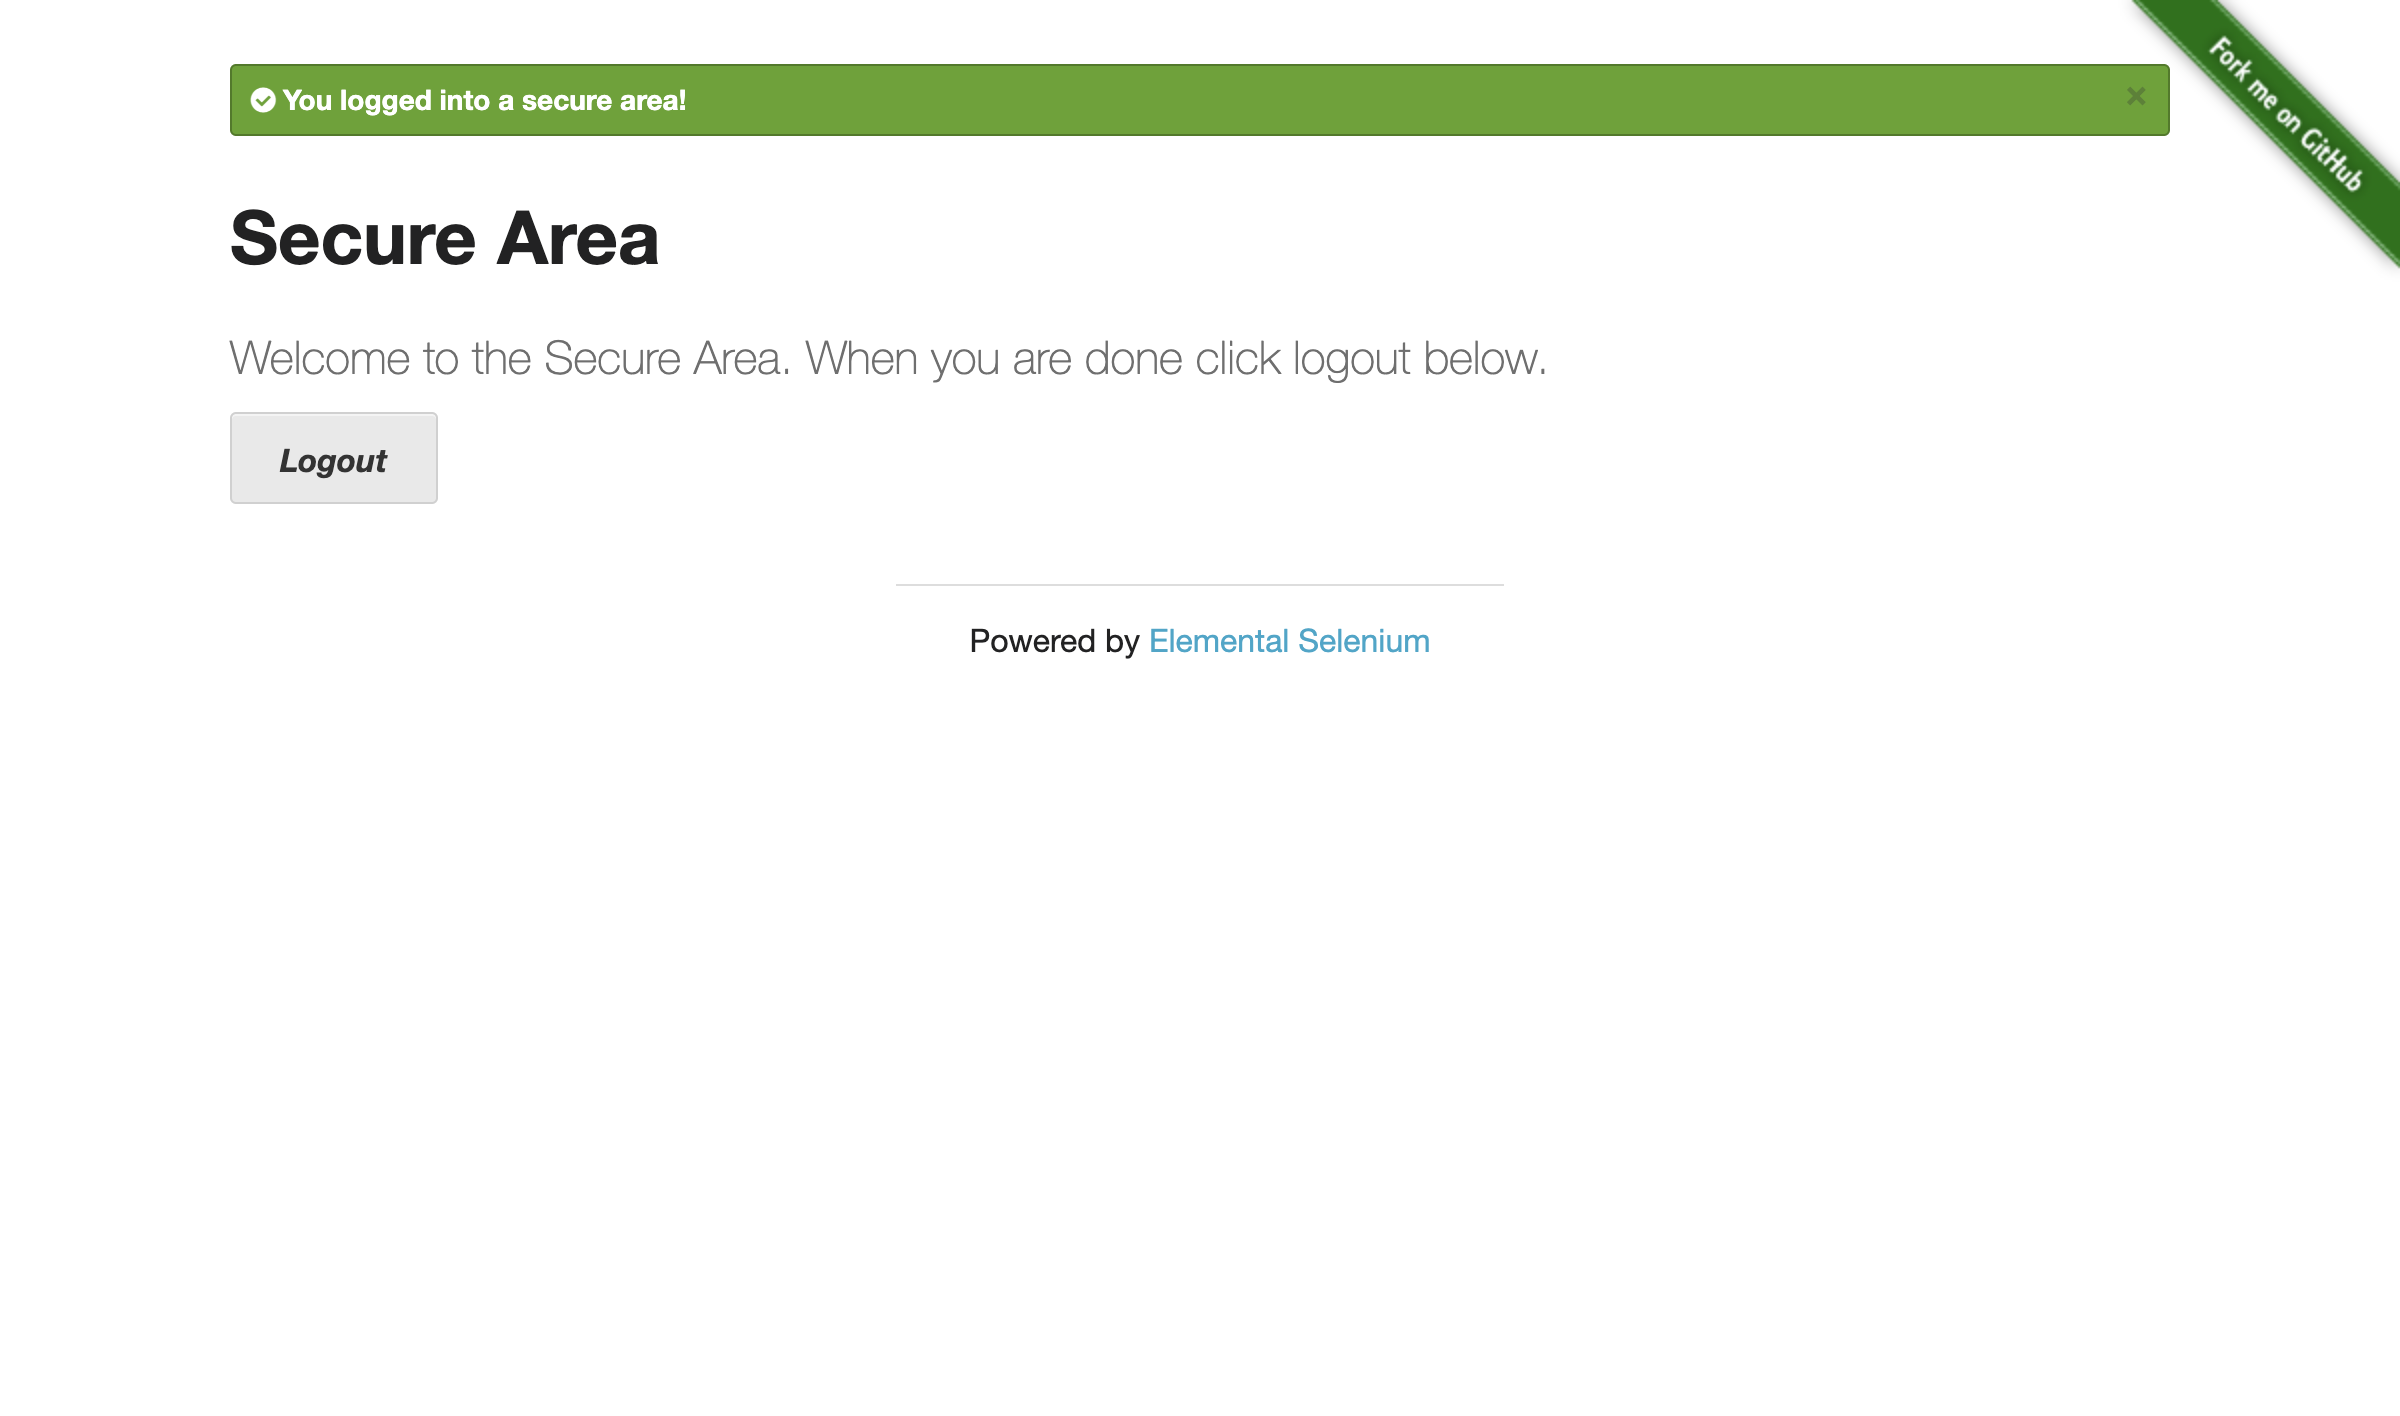 You logged into a secure area!
×
Fork me on GitHub
Secure Area
Welcome to the Secure Area. When you are done click logout below.
Logout
Powered by Elemental Selenium